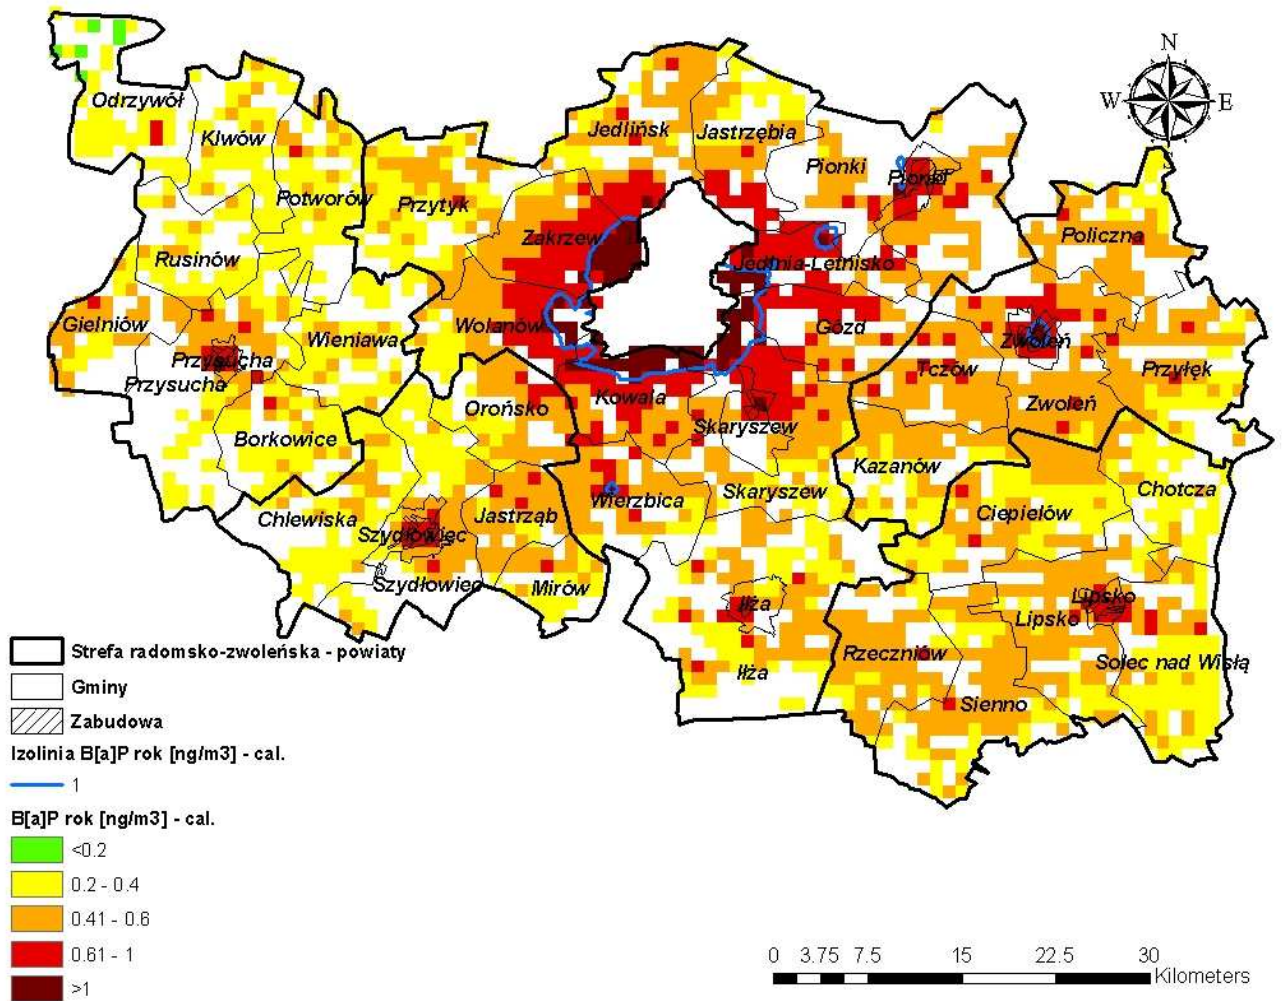 N
W
E
S
Odrzywół
Klwów
Potworów
Przytyk
Jedlińsk
Jastrzębia
Pionki
Policzna
Zakrzew
Rusinów
Jedlnia-Letnisko
Gielniów
Wolanów
Gózd
Wieniawa
Przysucha
Przysucha
Zwoleń
Tczów
Przyłęk
Kowala
Zwoleń
Orońsko
Skaryszew
Borkowice
Kazanów
Skaryszew
Wierzbica
Chotcza
Chlewiska
Jastrząb
Ciepielów
Szydłowiec
Szydłowiec
Mirów
Iłża
Lipsko
Lipsko
Rzeczniów
Solec nad Wisłą
Iłża
Sienno
Strefa radomsko-zwoleńska - powiaty
Gminy
Zabudowa
Izolinia B[a]P rok [ng/m3] - cal.
1
B[a]P rok [ng/m3] - cal.
<0.2
0.2 - 0.4
0.41 - 0.6
0.61 - 1
>1
0 3.75 7.5 15 22.5 30
Kilometers